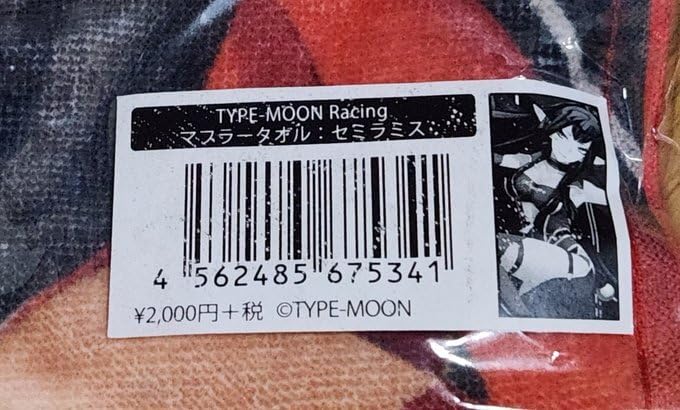 TYPE-MOON Racing
マフラータオル：セミラミス
4 562485 675341
¥2,000円+税 ©TYPE-MOON